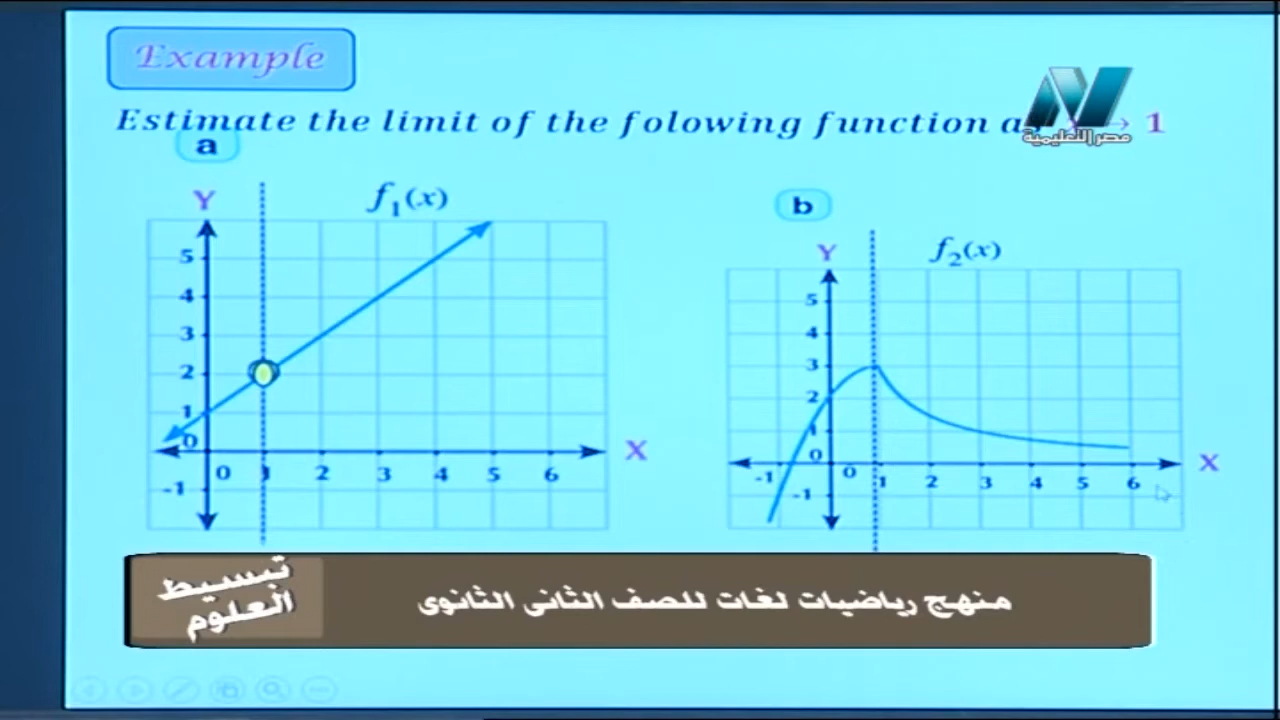 Example
Estimate the limit of the folowing function a → 1
مصر التعليمية
a
Y
f1(x)
5
4
3
2
1
0
-1
0 1 2 3 4 5 6
X
b
Y
f2(x)
5
4
3
2
1
0
-1
-1 0 1 2 3 4 5 6
X
تبسيط
العلوم
منهج رياضيات لغات للصف الثانى الثانوى